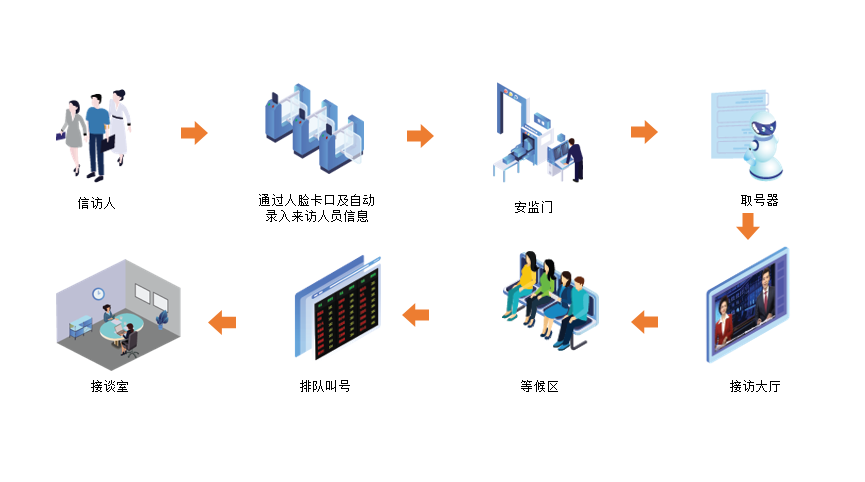 信访人
通过人脸卡口及自动
录入来访人员信息
安监门
取号器
接访大厅
等候区
排队叫号
接谈室